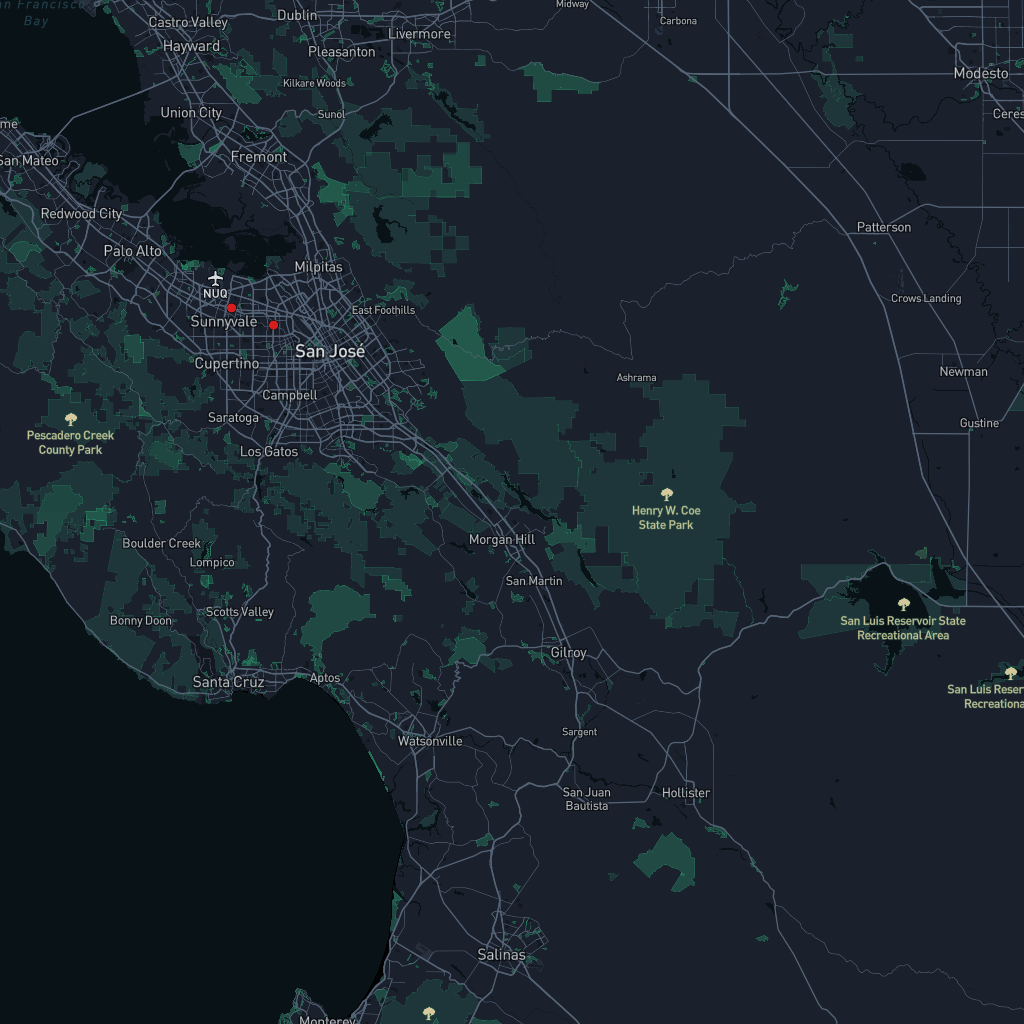 n Francisco
Bay
Castro Valley
Dublin
Midway
Carbona
Hayward
Livermore
Pleasanton
Kilkare Woods
Modesto
Union City
Sunol
Ceres
me
San Mateo
Fremont
Redwood City
Palo Alto
Patterson
Milpitas
NUQ
Crows Landing
East Foothills
Sunnyvale
San José
Cupertino
Newman
Ashrama
Campbell
Saratoga
Gustine
Pescadero Creek
County Park
Los Gatos
Henry W. Coe
State Park
Boulder Creek
Morgan Hill
Lompico
San Martin
Scotts Valley
Bonny Doon
San Luis Reservoir State
Recreational Area
Gilroy
Santa Cruz
Aptos
San Luis Reser
Recreationa
Sargent
Watsonville
San Juan
Bautista
Hollister
Salinas
Monterey